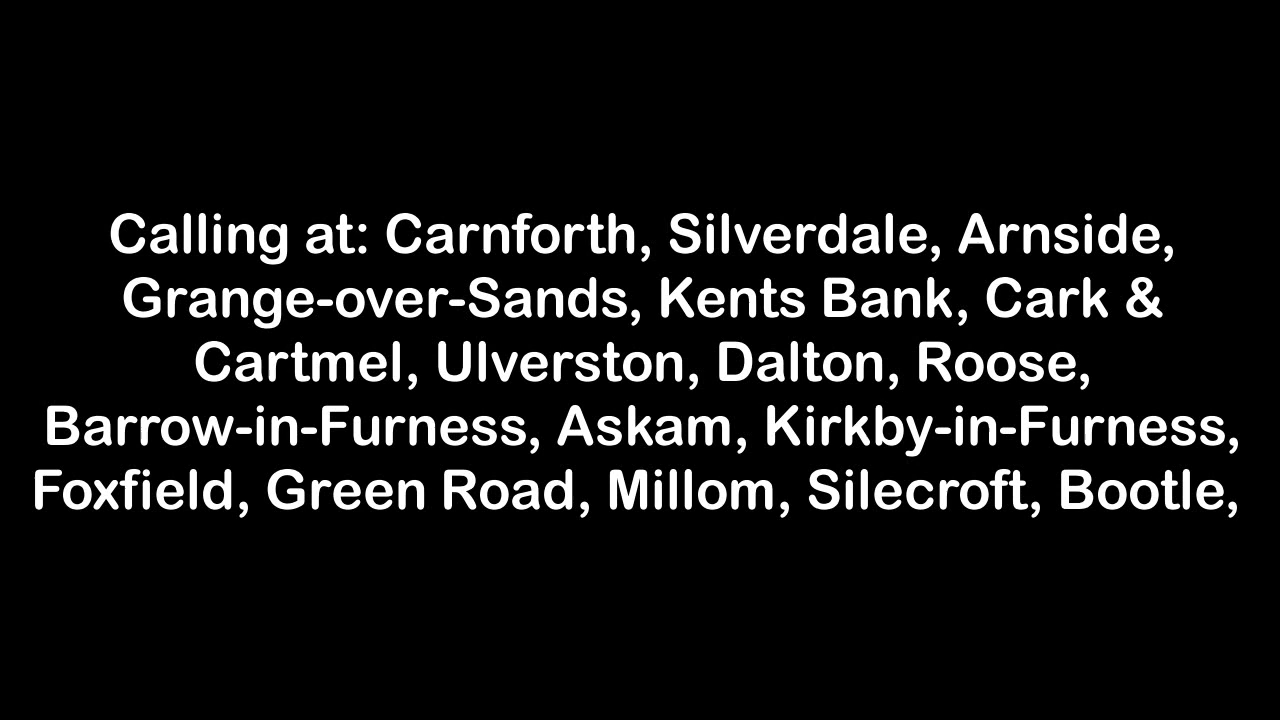 Calling at: Carnforth, Silverdale, Arnside,
Grange-over-Sands, Kents Bank, Cark &
Cartmel, Ulverston, Dalton, Roose,
Barrow-in-Furness, Askam, Kirkby-in-Furness,
Foxfield, Green Road, Millom, Silecroft, Bootle,